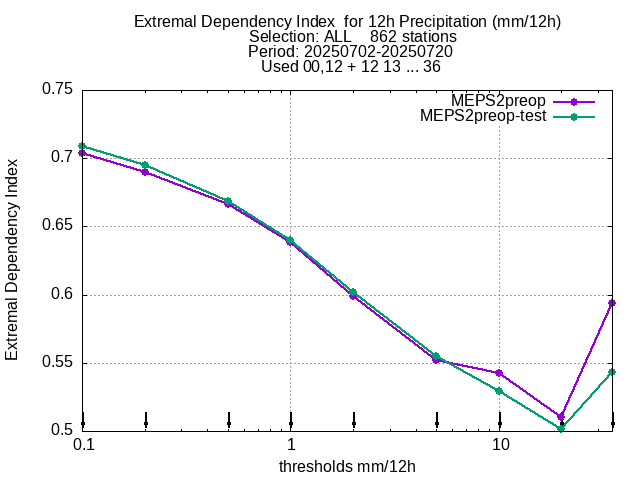 Extremal Dependency Index  for 12h Precipitation (mm/12h)
Selection: ALL    862 stations
Period: 20250702-20250720
Used 00,12 + 12 13 ... 36
MEPS2preop
MEPS2preop-test
0.75
0.7
0.65
0.6
0.55
0.5
Extremal Dependency Index
0.1 1 10
thresholds mm/12h